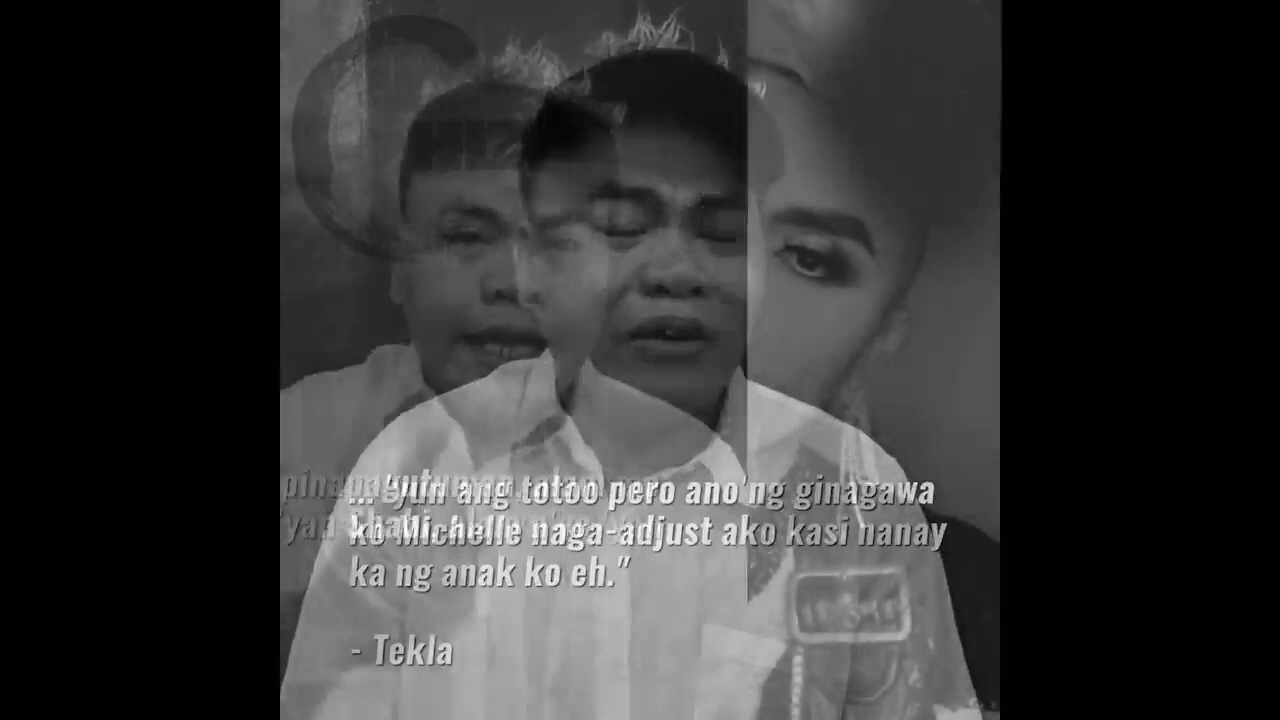 ... "yun ang totoo pero ano'ng ginagawa
ko Michelle naga-adjust ako kasi nanay
ka ng anak ko eh."
- Tekla